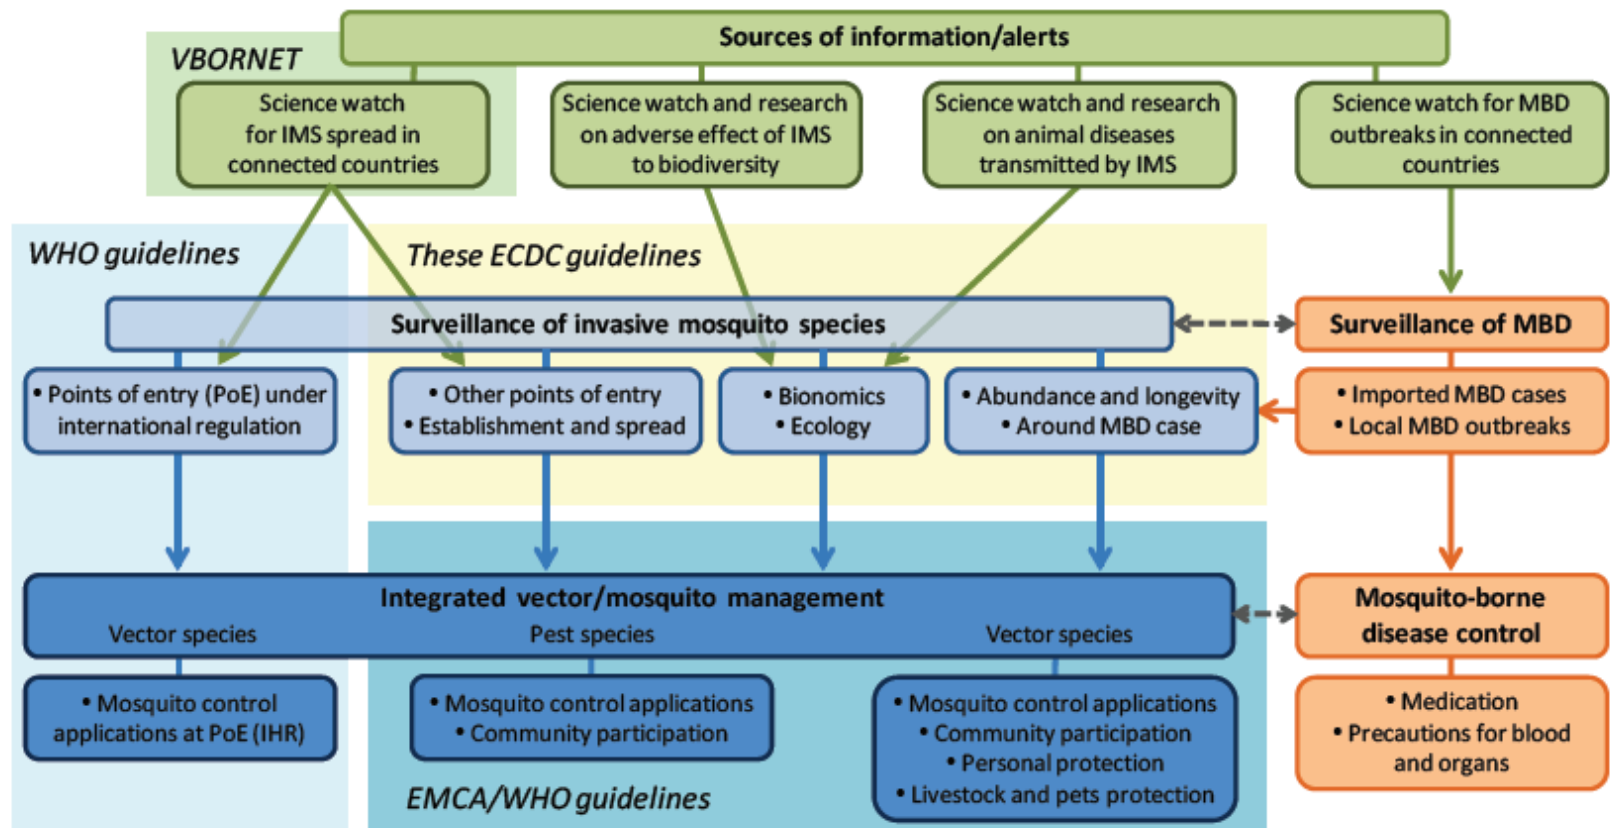 Sources of information/alerts
VBORNET
Science watch
for IMS spread in
connected countries
Science watch and research
on adverse effect of IMS
to biodiversity
Science watch and research
on animal diseases
transmitted by IMS
Science watch for MBD
outbreaks in connected
countries
WHO guidelines
These ECDC guidelines
Surveillance of invasive mosquito species
Surveillance of MBD
• Points of entry (PoE) under
international regulation
• Other points of entry
• Establishment and spread
• Bionomics
• Ecology
• Abundance and longevity
• Around MBD case
• Imported MBD cases
• Local MBD outbreaks
Integrated vector/mosquito management
Vector species
Pest species
Vector species
Mosquito-borne
disease control
• Mosquito control
applications at PoE (IHR)
• Mosquito control applications
• Community participation
• Mosquito control applications
• Community participation
• Personal protection
• Livestock and pets protection
• Medication
• Precautions for blood
and organs
EMCA/WHO guidelines